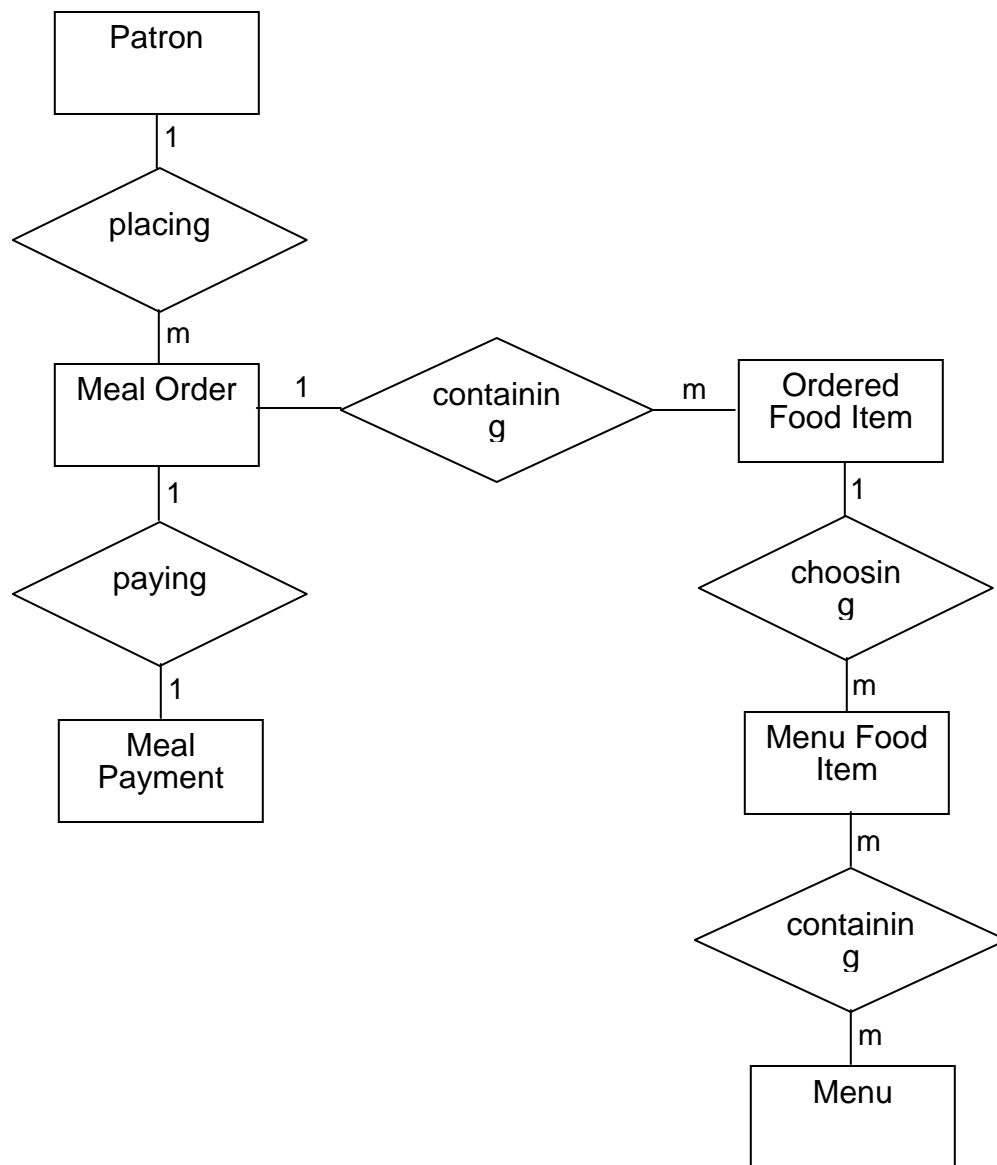 Patron
1
placing
m
Meal Order
1
containin
g
m
Ordered
Food Item
1
paying
1
Meal
Payment
1
choosin
g
m
Menu Food
Item
m
containin
g
m
Menu